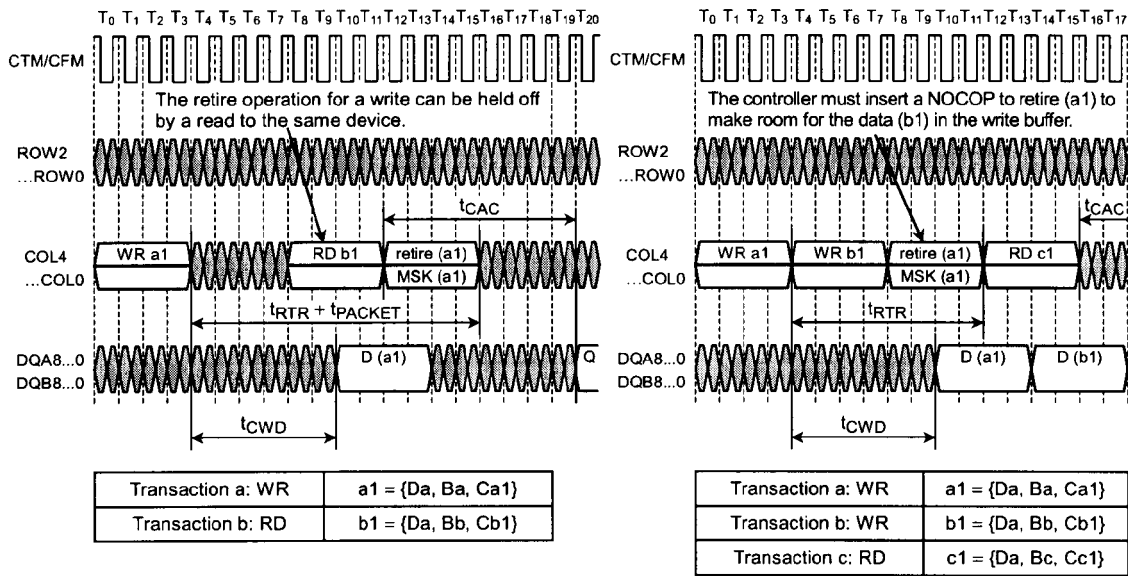 T0 T1 T2 T3 T4 T5 T6 T7 T8 T9 T10 T11 T12 T13 T14 T15 T16 T17 T18 T19 T20
CTM/CFM
The retire operation for a write can be held off
by a read to the same device.
ROW2
...ROW0
tCAC
COL4
...COL0
WR a1
RD b1
retire (a1)
MSK (a1)
tRTR + tPACKET
DQA8...0
DQB8...0
D (a1)
Q
tCWD
Transaction a: WR a1 = {Da, Ba, Ca1}
Transaction b: RD b1 = {Da, Bb, Cb1}
T0 T1 T2 T3 T4 T5 T6 T7 T8 T9 T10 T11 T12 T13 T14 T15 T16 T17
CTM/CFM
The controller must insert a NOCOP to retire (a1) to
make room for the data (b1) in the write buffer.
ROW2
...ROW0
tCAC
COL4
...COL0
WR a1
WR b1
retire (a1)
MSK (a1)
RD c1
tRTR
DQA8...0
DQB8...0
D (a1)
D (b1)
tCWD
Transaction a: WR a1 = {Da, Ba, Ca1}
Transaction b: WR b1 = {Da, Bb, Cb1}
Transaction c: RD c1 = {Da, Bc, Cc1}